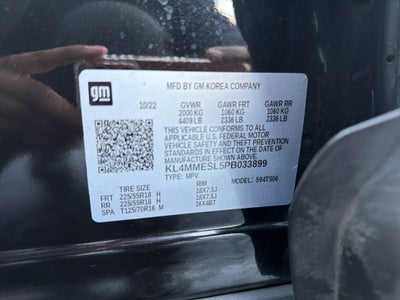 gm
MFD BY GM KOREA COMPANY
10/22 GVWR GAWR FRT GAWR RR
2000 KG 1060 KG 1060 KG
4409 LB 2336 LB 2336 LB
THIS VEHICLE CONFORMS TO ALL
APPLICABLE U.S. FEDERAL MOTOR
VEHICLE SAFETY, BUMPER, AND THEFT
PREVENTION STANDARDS IN EFFECT ON
THE DATE OF MANUFACTURE SHOWN ABOVE.
KL4MMESL5PB033899
TYPE: MPV MODEL: 594TS06
TIRE SIZE RIM
FRT 225/55R18 H 18X7.5J
RR 225/55R18 H 18X7.5J
SPA T125/70R16 M 16X4BT